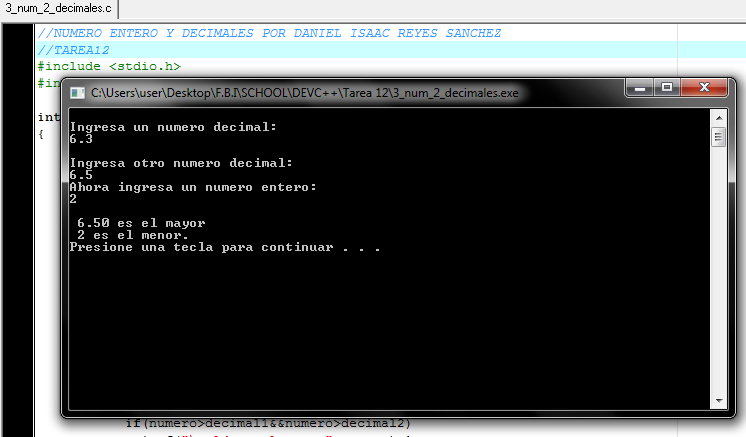 3_num_2_decimales.c
//NUMERO ENTERO Y DECIMALES POR DANIEL ISAAC REYES SANCHEZ
//TAREA12
#include <stdio.h>
C:\Users\user\Desktop\F.B.I\SCHOOL\DEVC++\Tarea 12\3_num_2_decimales.exe
int
{
Ingresa un numero decimal:
6.3
Ingresa otro numero decimal:
6.5
Ahora ingresa un numero entero:
2
6.50 es el mayor
2 es el menor.
Presione una tecla para continuar . . .
if(numero>decimal1&&numero>decimal2)